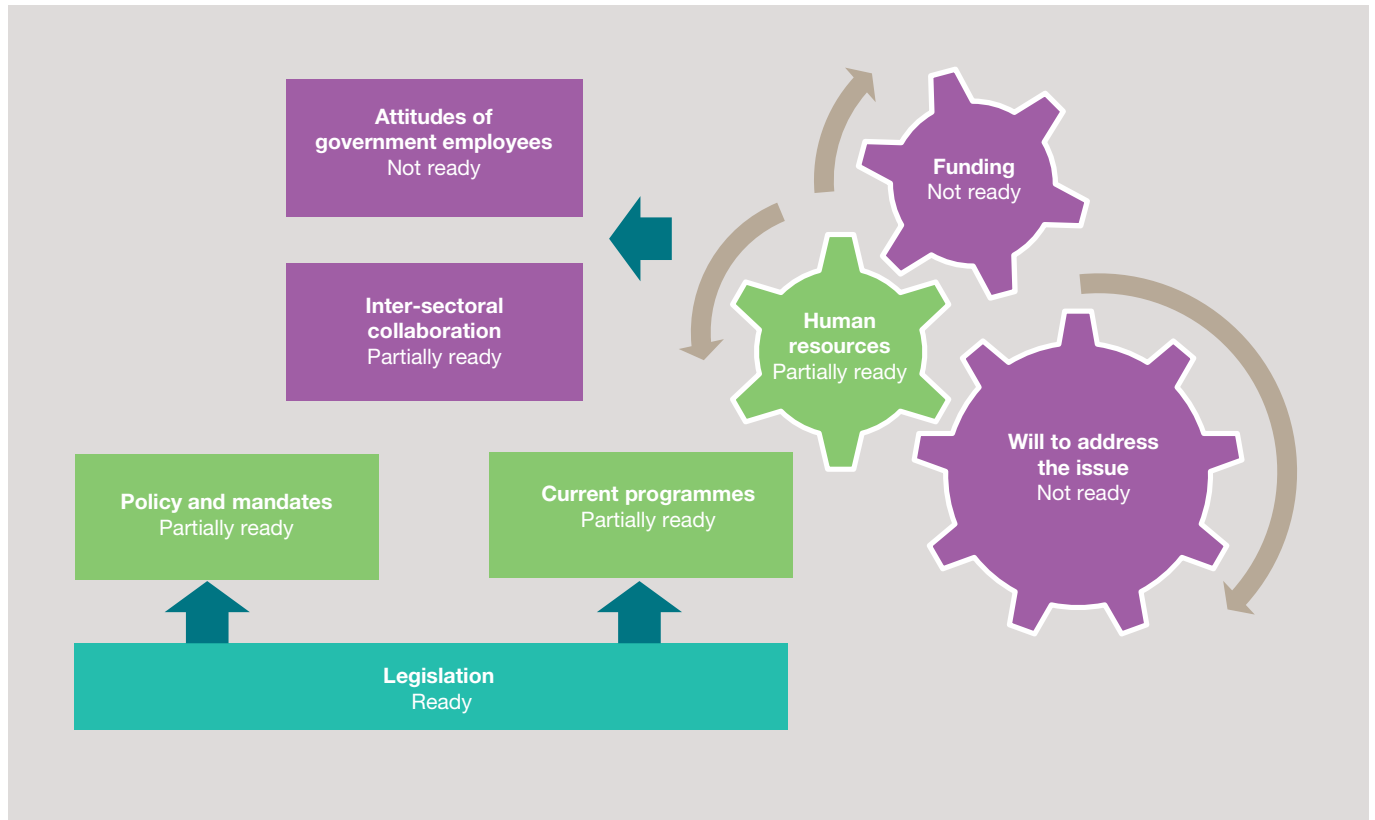 Attitudes of
government employees
Not ready
Inter-sectoral
collaboration
Partially ready
Funding
Not ready
Human
resources
Partially ready
Will to address
the issue
Not ready
Policy and mandates
Partially ready
Current programmes
Partially ready
Legislation
Ready